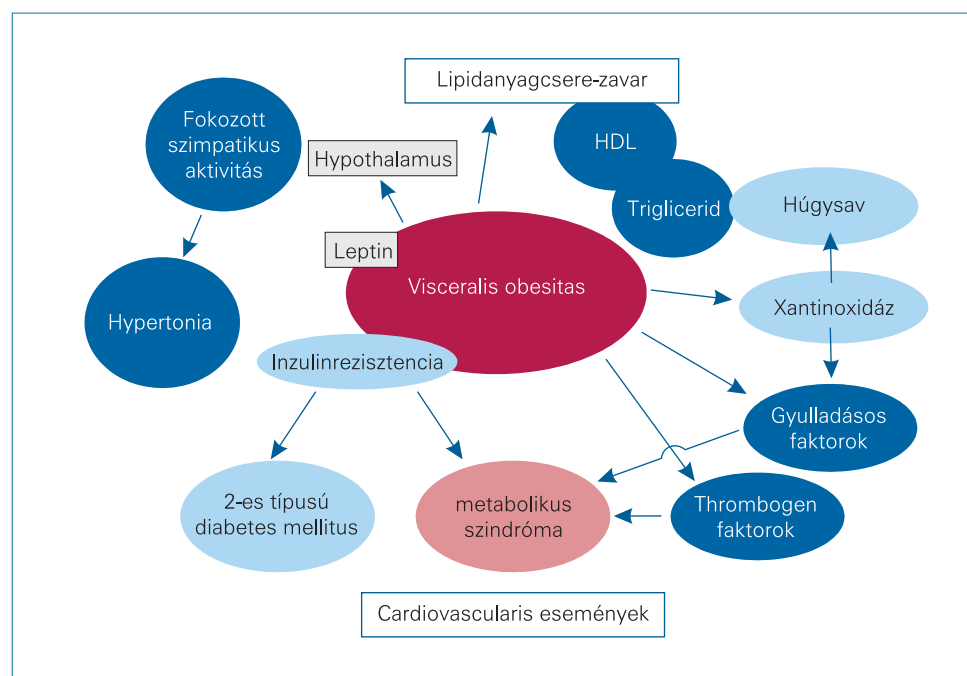 Lipidanyagcsere-zavar
Fokozott
szimpatikus
aktivitás
HDL
Hypothalamus
Triglicerid
Húgysav
Leptin
Visceralis obesitas
Xantinoxidáz
Hypertonia
Inzulinrezisztencia
Gyulladásos
faktorok
2-es típusú
diabetes mellitus
metabolikus
szindróma
Thrombogen
faktorok
Cardiovascularis események